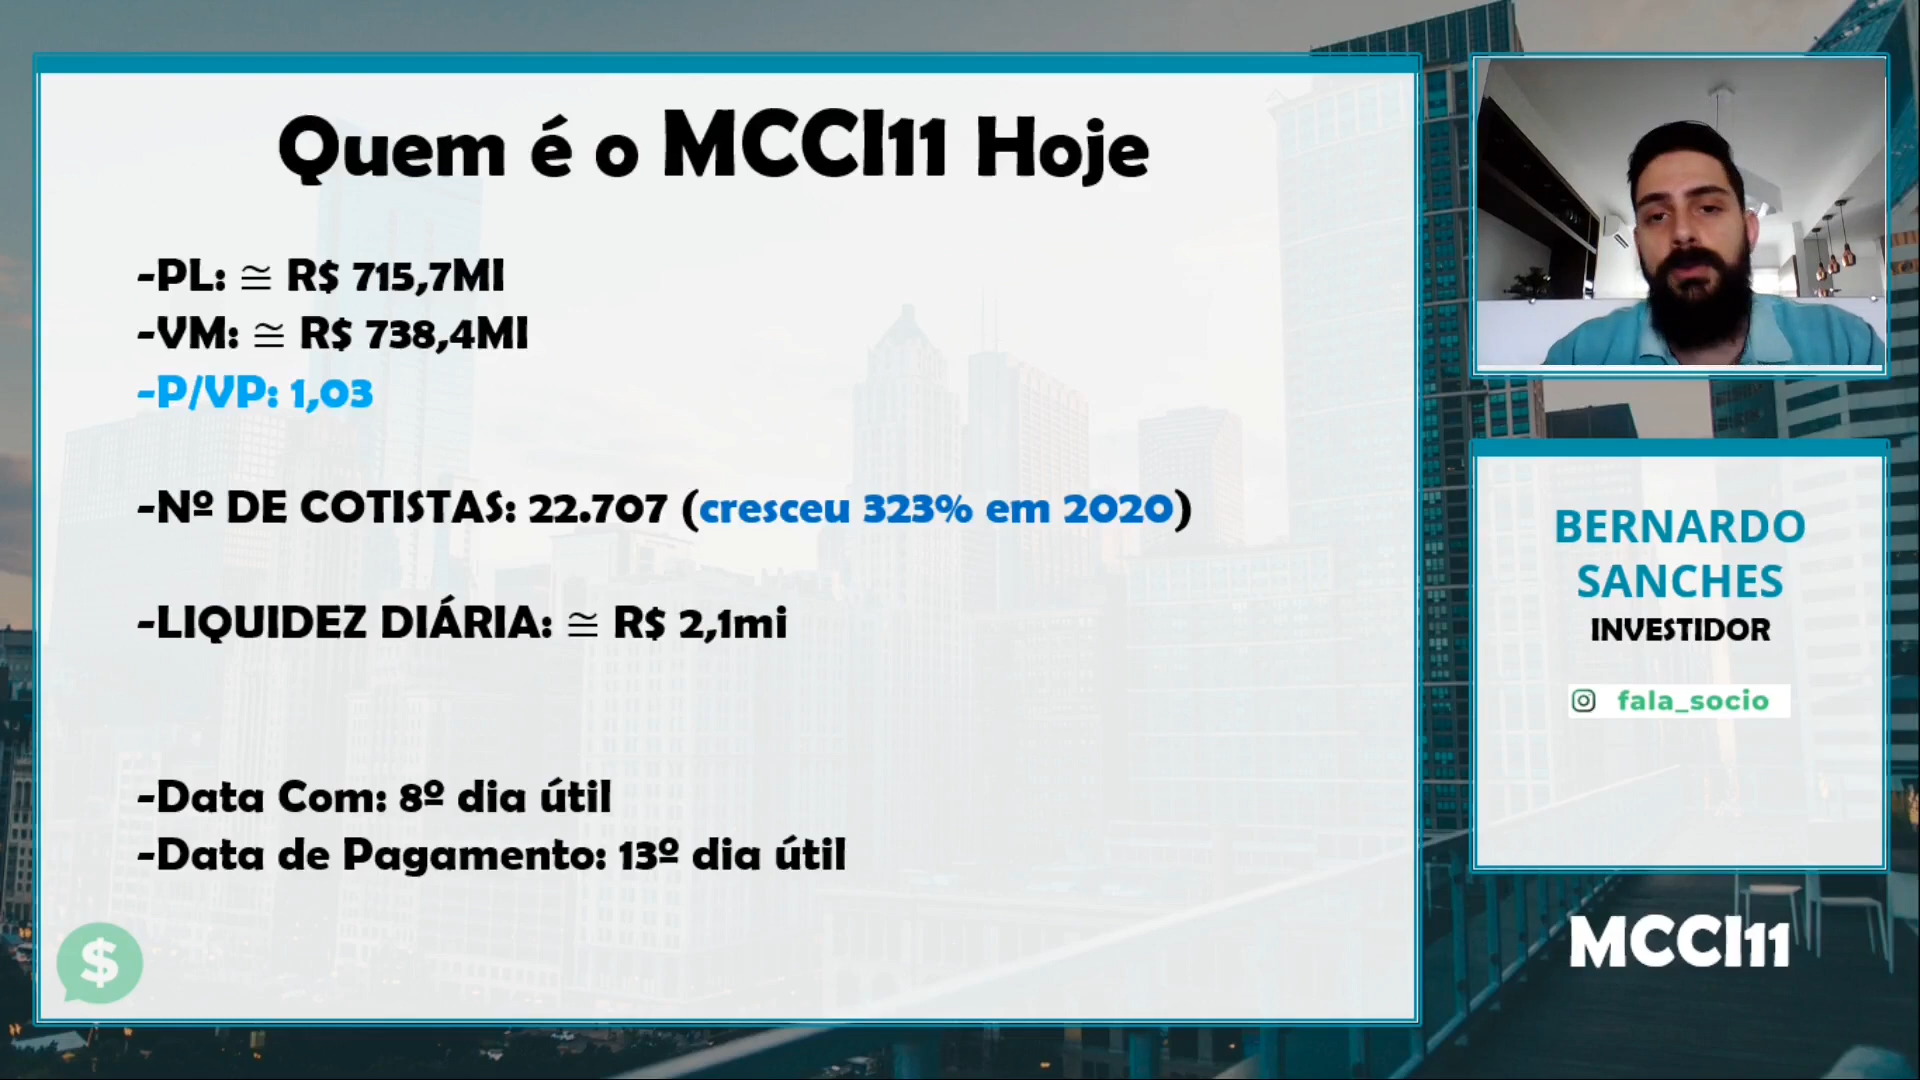 Quem é o MCCI11 Hoje
-PL: ≅ R$ 715,7MI
-VM: ≅ R$ 738,4MI
-P/VP: 1,03
-Nº DE COTISTAS: 22.707 (cresceu 323% em 2020)
-LIQUIDEZ DIÁRIA: ≅ R$ 2,1mi
-Data Com: 8º dia útil
-Data de Pagamento: 13º dia útil
$
BERNARDO
SANCHES
INVESTIDOR
fala_socio
MCCI11